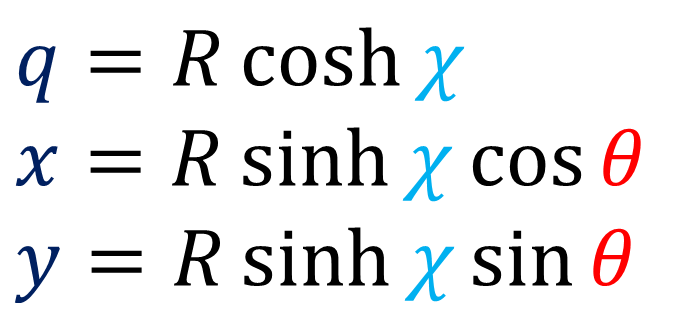 q = R cosh χ
x = R sinh χ cos θ
y = R sinh χ sin θ